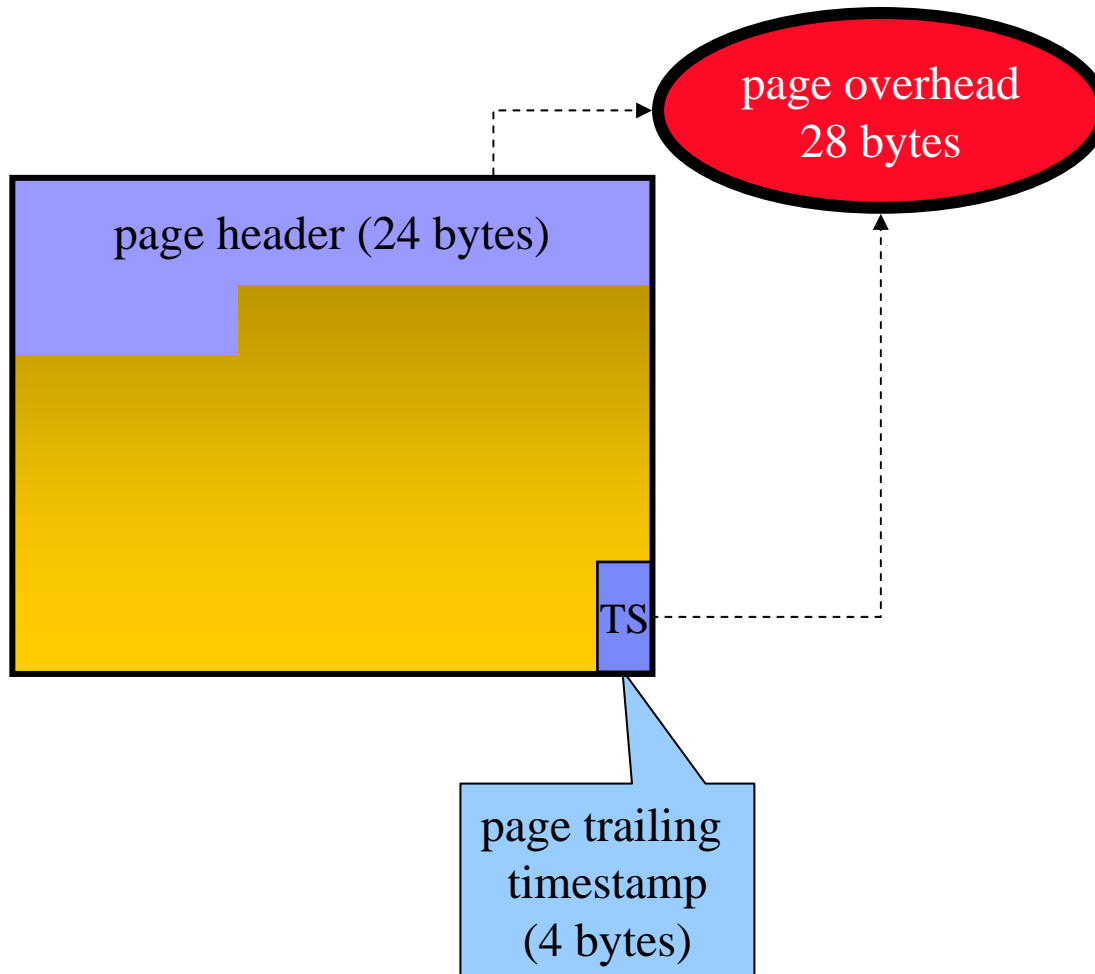 page overhead
28 bytes
page header (24 bytes)
TS
page trailing
timestamp
(4 bytes)